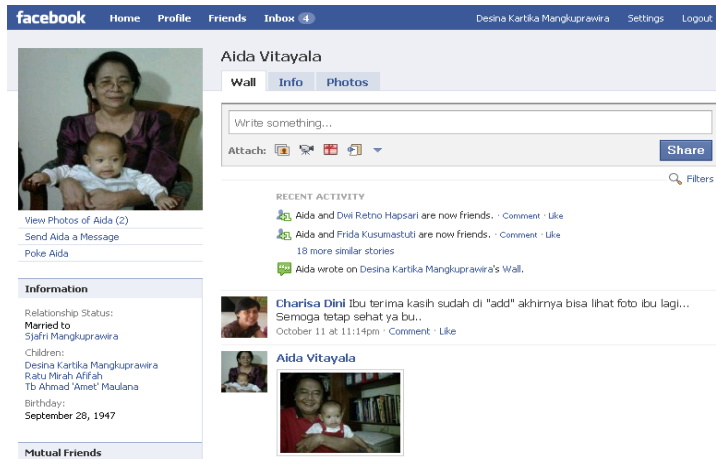 facebook Home Profile Friends Inbox 4 Desina Kartika Mangkuprawira Settings Logout
Aida Vitayala
Wall Info Photos
Write something...
Attach: Share
Filters
RECENT ACTIVITY
Aida and Dwi Retno Hapsari are now friends. · Comment · Like
Aida and Frida Kusumastuti are now friends. · Comment · Like
18 more similar stories
Aida wrote on Desina Kartika Mangkuprawira's Wall.
Charisa Dini Ibu terima kasih sudah di "add" akhirnya bisa lihat foto ibu lagi...
Semoga tetap sehat ya bu..
October 11 at 11:14pm · Comment · Like
Aida Vitayala
View Photos of Aida (2)
Send Aida a Message
Poke Aida
Information
Relationship Status:
Married to
Sjafri Mangkuprawira
Children:
Desina Kartika Mangkuprawira
Ratu Mirah Afifah
Tb Ahmad 'Amet' Maulana
Birthday:
September 28, 1947
Mutual Friends